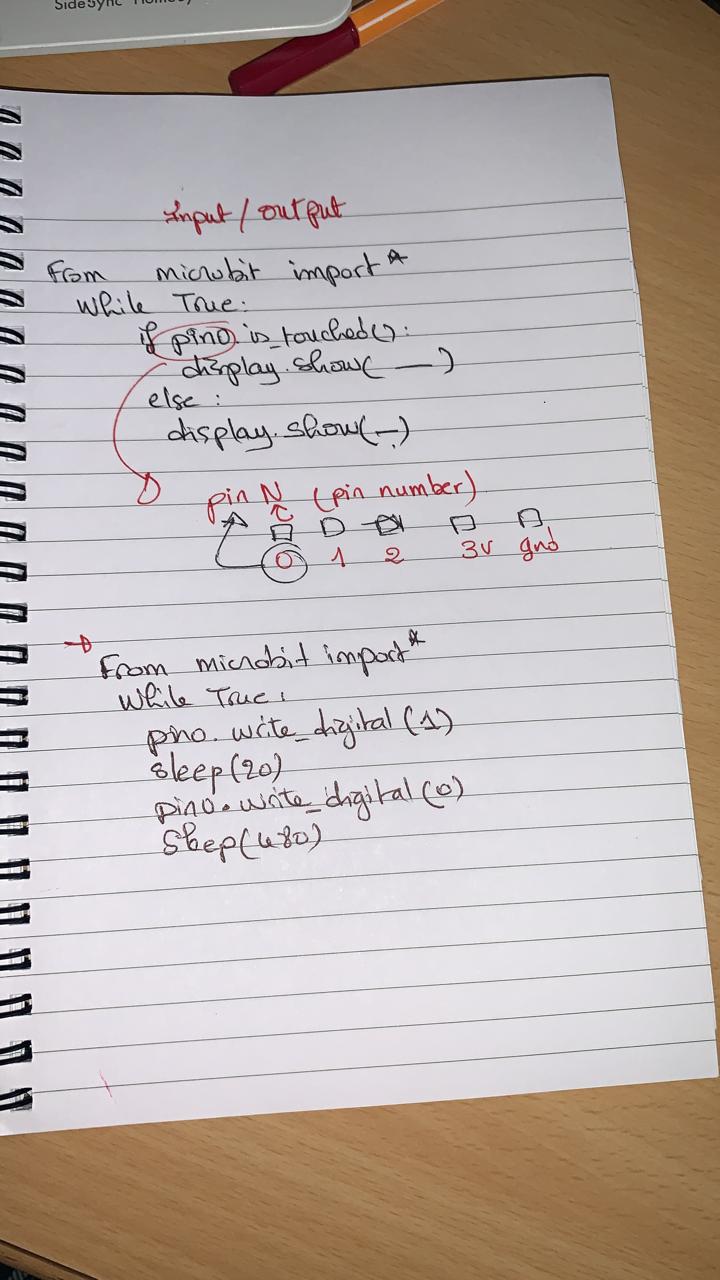 SideSync
Input / output
From microbit import *
While True:
if pin0.is_touched():
display.show( — )
else :
display.show(—)
pin N (pin number)
0 1 2 3v gnd
From microbit import *
While True:
pin0. write_digital (1)
sleep(20)
pin0.write_digital (0)
Sleep(480)